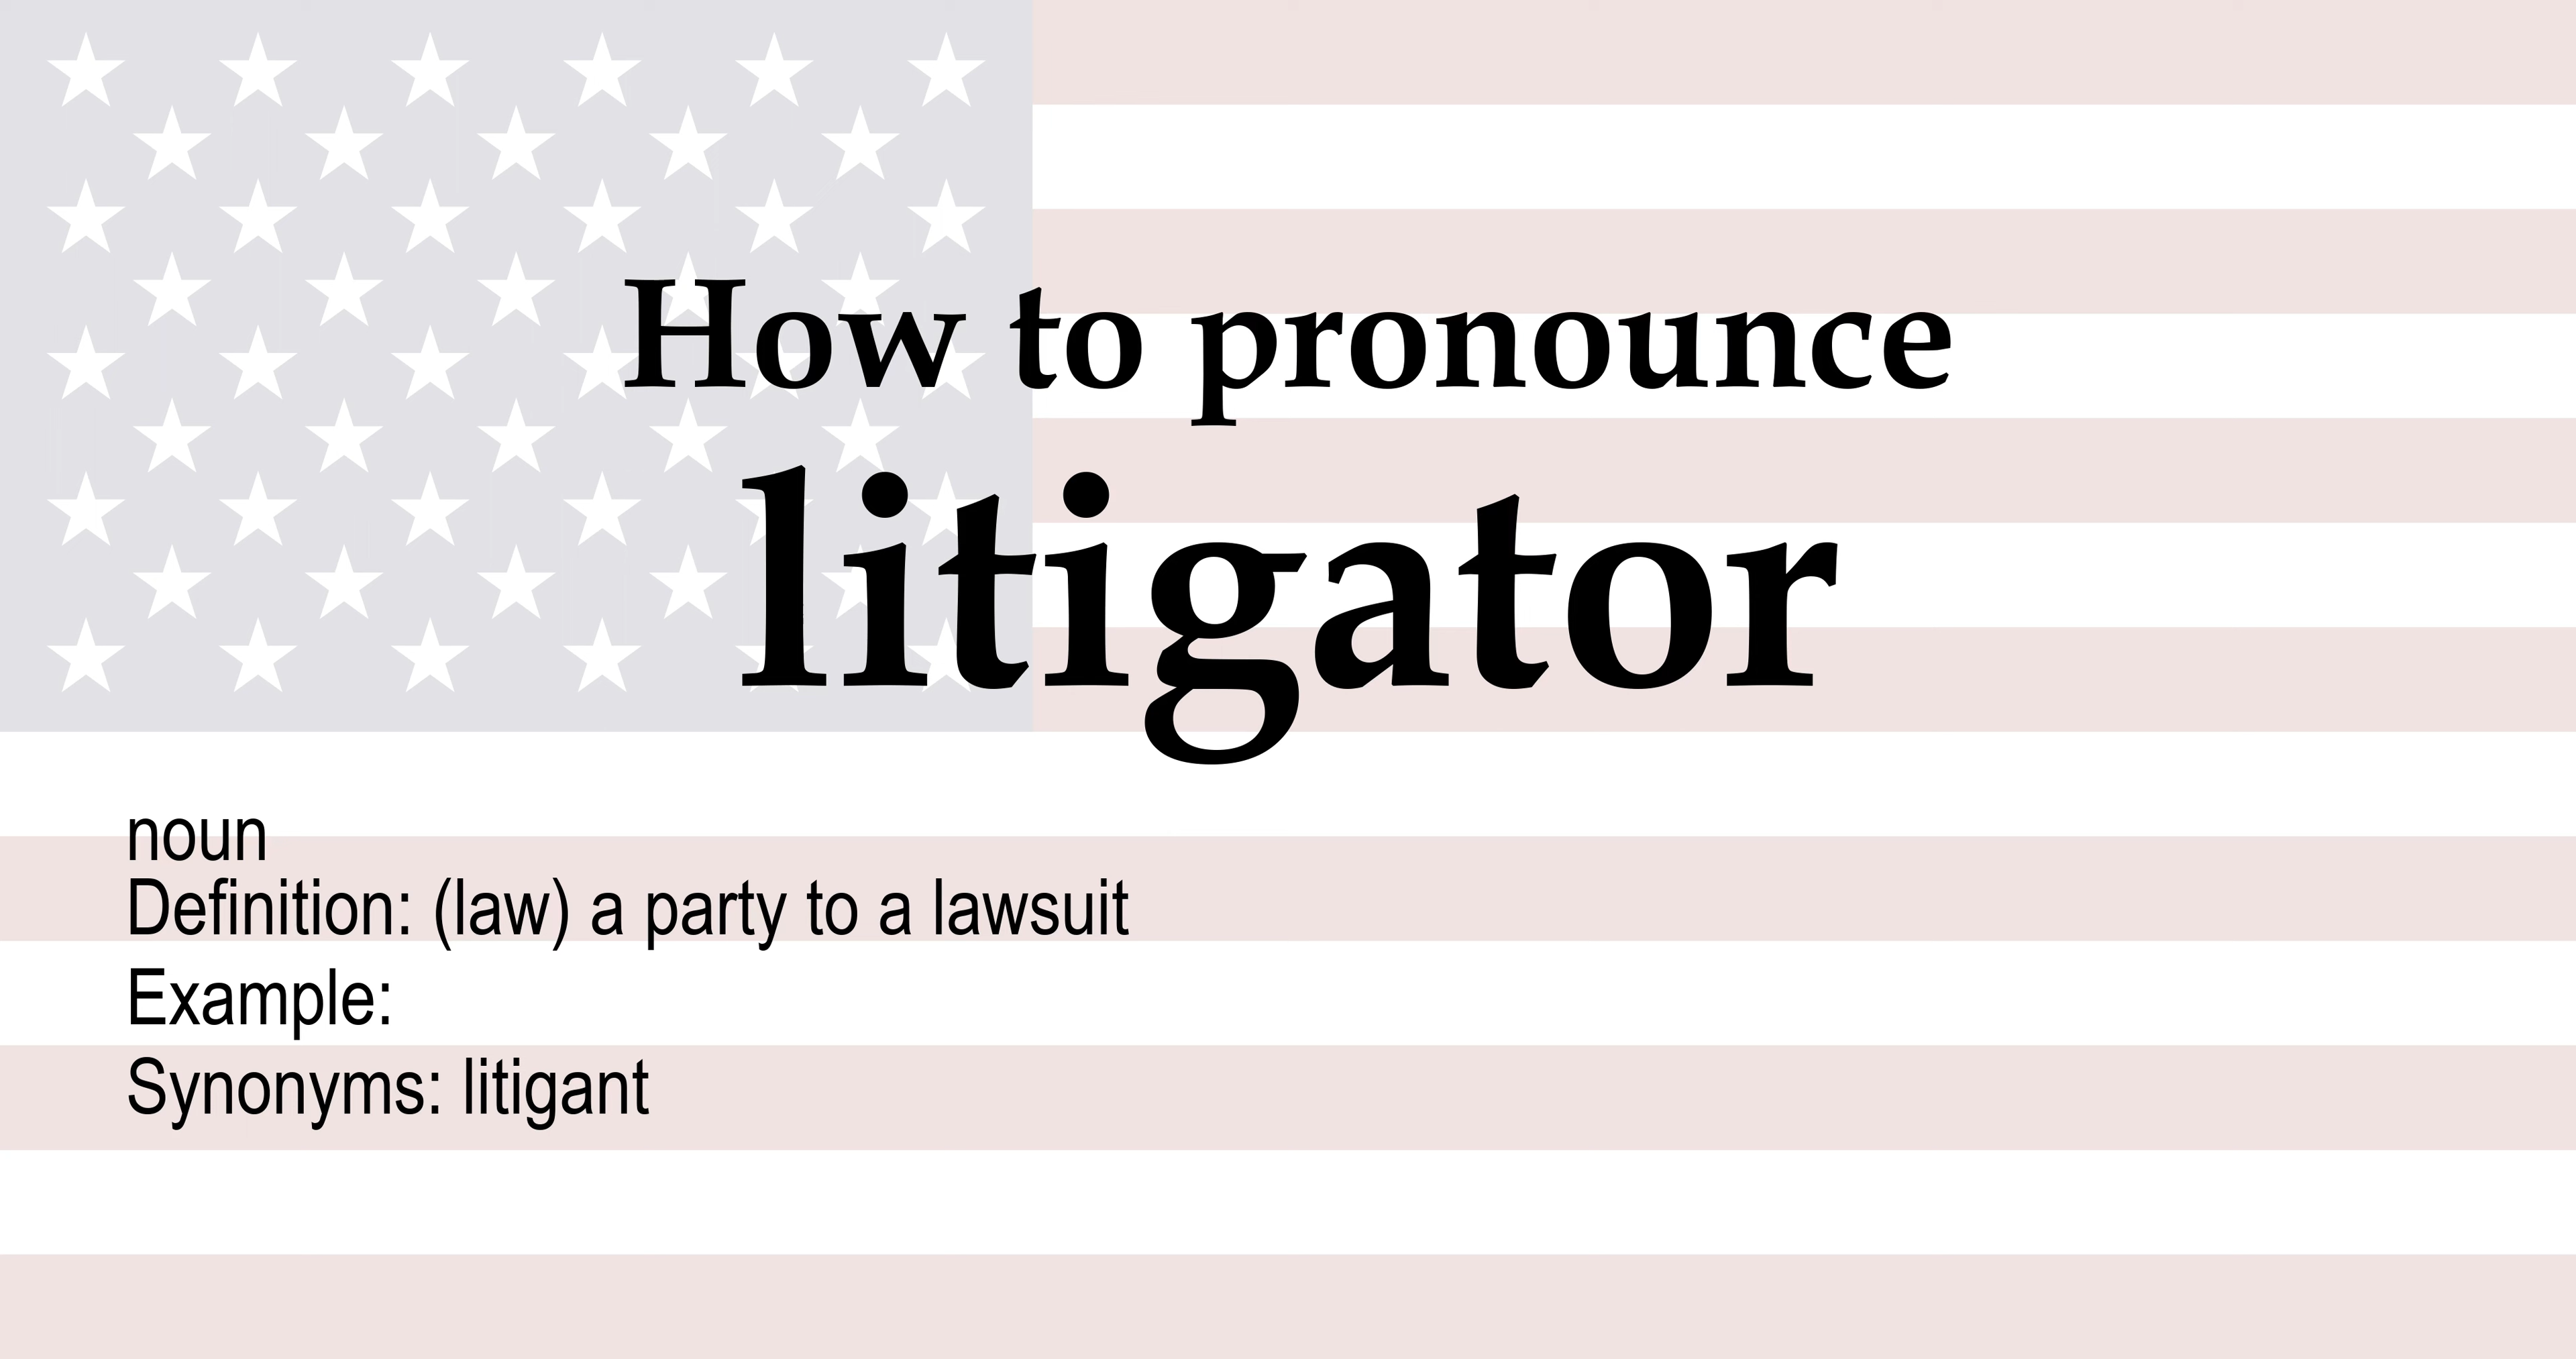 How to pronounce
litigator
noun
Definition: (law) a party to a lawsuit
Example:
Synonyms: litigant